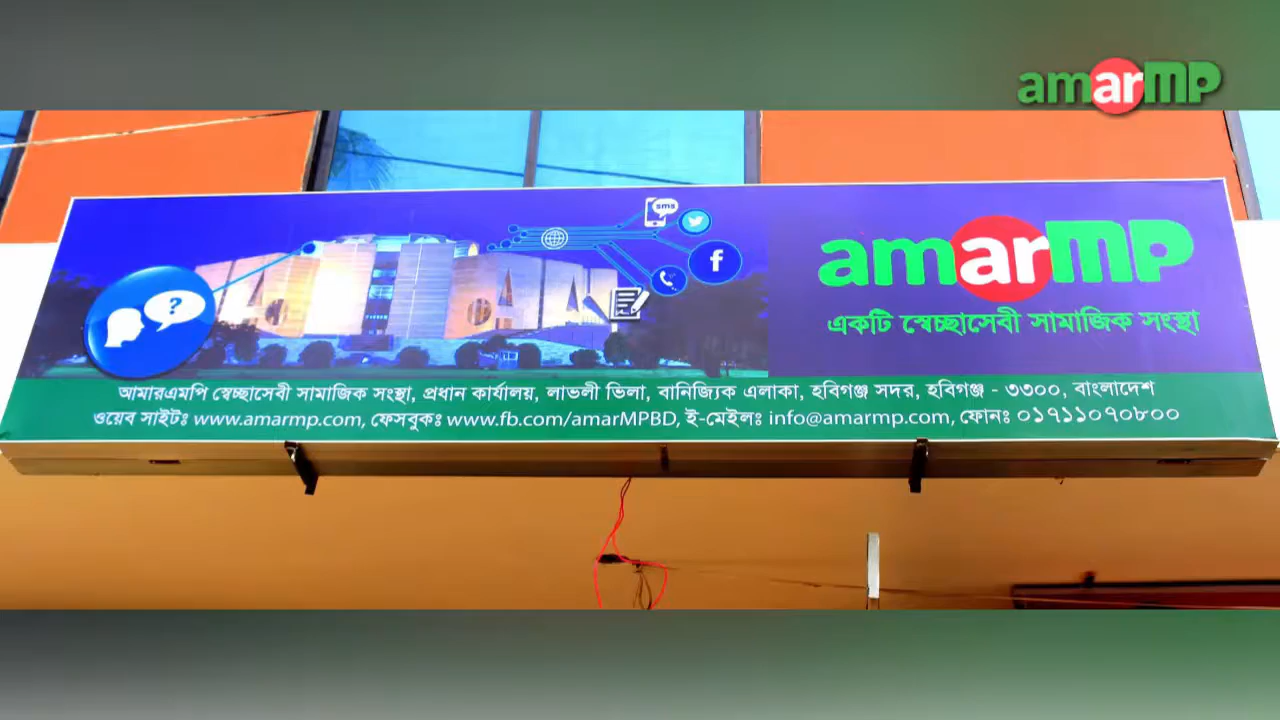 amarMP
sms
?
f
amarMP
একটি স্বেচ্ছাসেবী সামাজিক সংস্থা
আমারএমপি স্বেচ্ছাসেবী সামাজিক সংস্থা, প্রধান কার্যালয়, লাভলী ভিলা, বানিজ্যিক এলাকা, হবিগঞ্জ সদর, হবিগঞ্জ - ৩৩০০, বাংলাদেশ
ওয়েব সাইটঃ www.amarmp.com, ফেসবুকঃ www.fb.com/amarMPBD, ই-মেইলঃ info@amarmp.com, ফোনঃ ০১৭১১০৭০৮০০